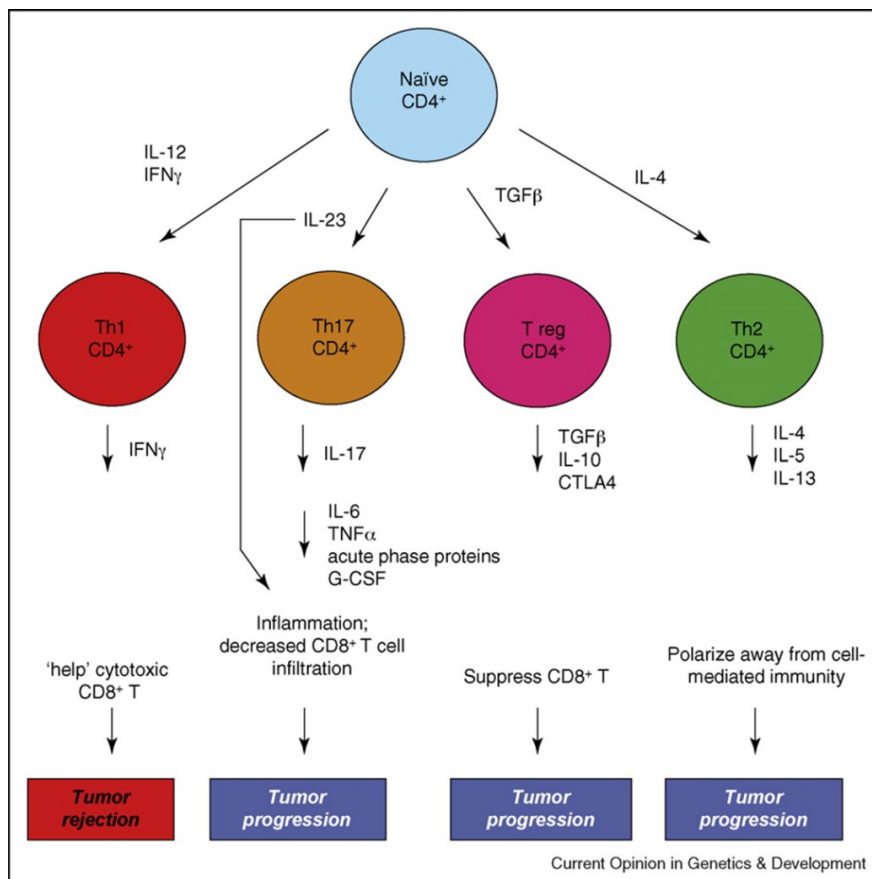 Naïve
CD4⁺
IL-12
IFNγ
IL-23
TGFβ
IL-4
Th1
CD4⁺
Th17
CD4⁺
T reg
CD4⁺
Th2
CD4⁺
IFNγ
IL-17
IL-6
TNFα
acute phase proteins
G-CSF
TGFβ
IL-10
CTLA4
IL-4
IL-5
IL-13
'help' cytotoxic
CD8⁺ T
Inflammation;
decreased CD8⁺ T cell
infiltration
Suppress CD8⁺ T
Polarize away from cell-
mediated immunity
Tumor
rejection
Tumor
progression
Tumor
progression
Tumor
progression
Current Opinion in Genetics & Development